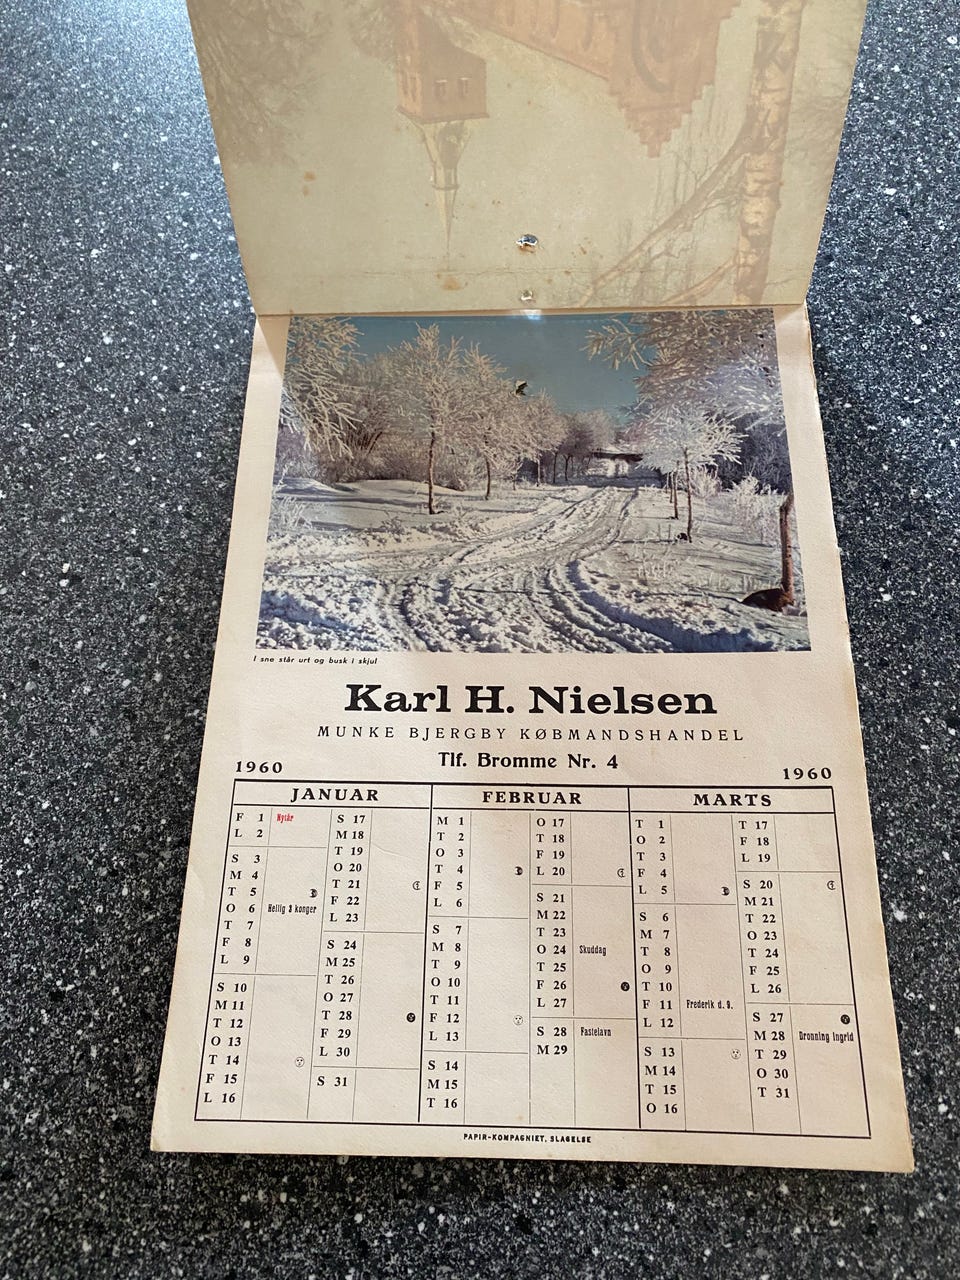 I sne står urt og busk i skjul
Karl H. Nielsen
MUNKE BJERGBY KØBMANDSHANDEL
Tlf. Bromme Nr. 4
1960
1960
JANUAR
F 1 Nytår
L 2
S 3
M 4
T 5
O 6 Hellig 3 konger
T 7
F 8
L 9
S 10
M 11
T 12
O 13
T 14
F 15
L 16
S 17
M 18
T 19
O 20
T 21
F 22
L 23
S 24
M 25
T 26
O 27
T 28
F 29
L 30
S 31
FEBRUAR
M 1
T 2
O 3
T 4
F 5
L 6
S 7
M 8
T 9
O 10
T 11
F 12
L 13
S 14
M 15
T 16
O 17
T 18
F 19
L 20
S 21
M 22
T 23
O 24 Skuddag
T 25
F 26
L 27
S 28 Fastelavn
M 29
MARTS
T 1
O 2
T 3
F 4
L 5
S 6
M 7
T 8
O 9
T 10
F 11 Frederik d. 9.
L 12
S 13
M 14
T 15
O 16
T 17
F 18
L 19
S 20
M 21
T 22
O 23
T 24
F 25
L 26
S 27
M 28 Dronning Ingrid
T 29
O 30
T 31
PAPIR-KOMPAGNIET, SLAGELSE